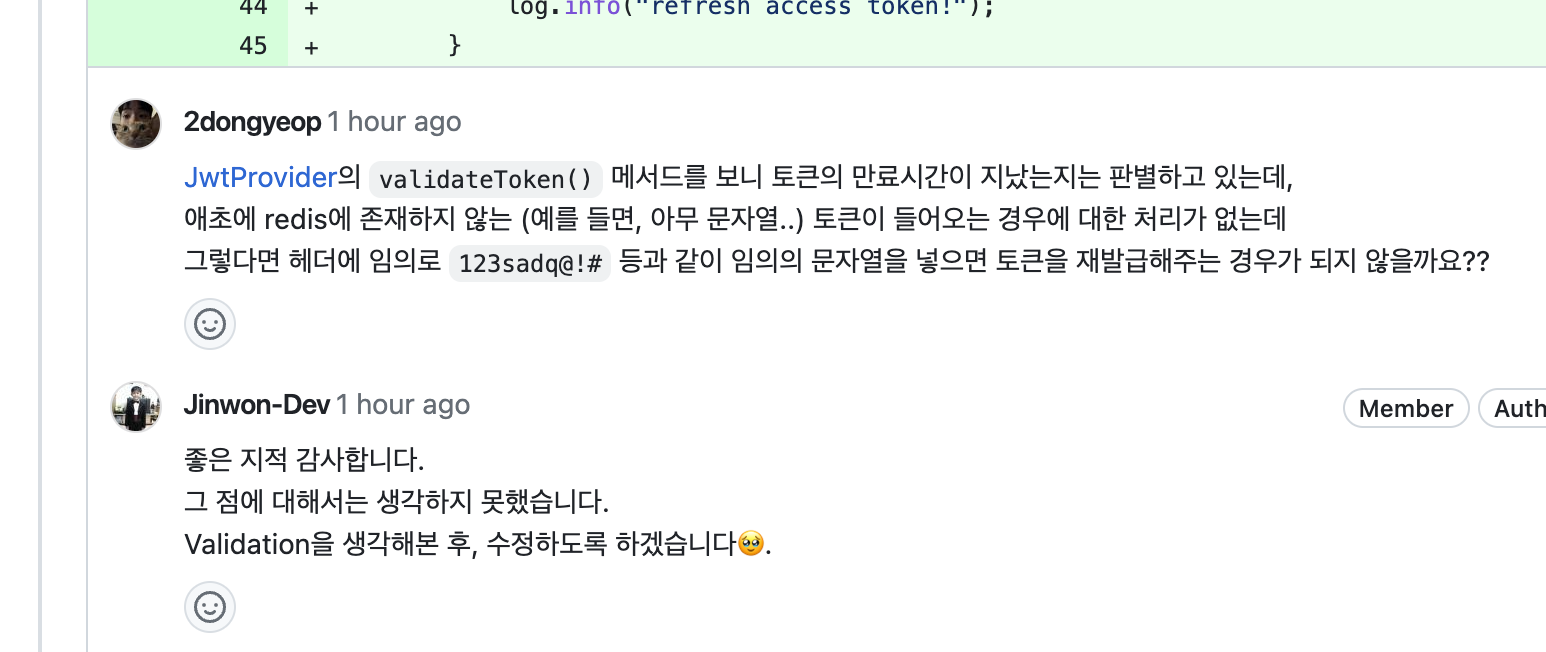 44 + log.info("refresh access token!");
45 + }
2dongyeop 1 hour ago
JwtProvider의 validateToken() 메서드를 보니 토큰의 만료시간이 지났는지는 판별하고 있는데,
애초에 redis에 존재하지 않는 (예를 들면, 아무 문자열..) 토큰이 들어오는 경우에 대한 처리가 없는데
그렇다면 헤더에 임의로 123sadq@!# 등과 같이 임의의 문자열을 넣으면 토큰을 재발급해주는 경우가 되지 않을까요??
Jinwon-Dev 1 hour ago Member Auth
좋은 지적 감사합니다.
그 점에 대해서는 생각하지 못했습니다.
Validation을 생각해본 후, 수정하도록 하겠습니다🥹.